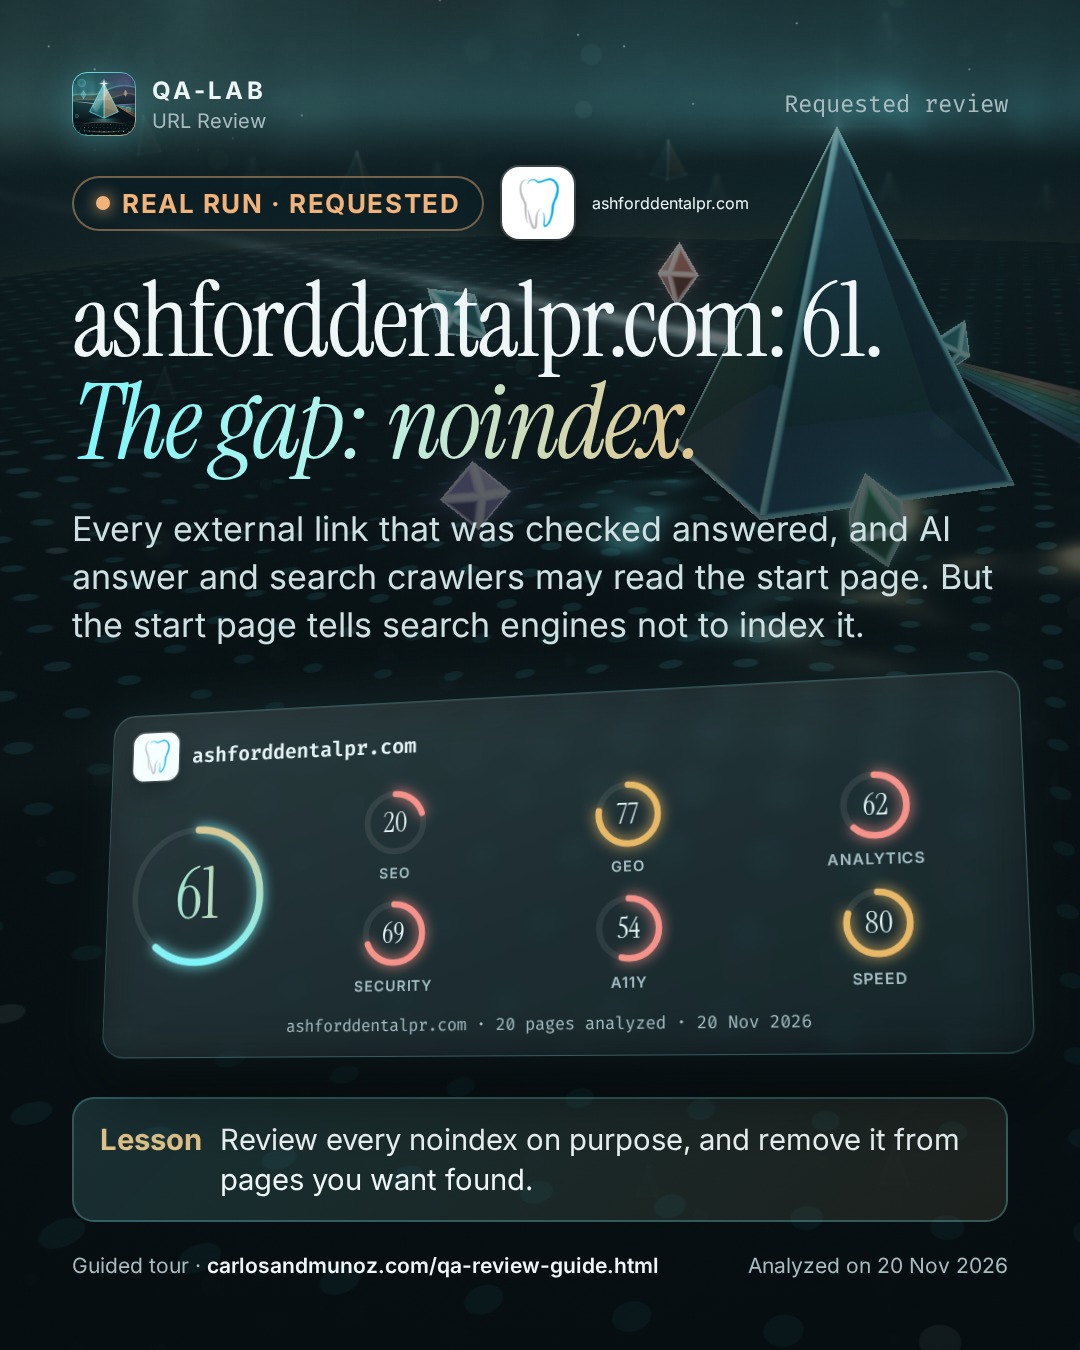 QA-LAB
URL Review
Requested review
REAL RUN · REQUESTED
ashforddentalpr.com
ashforddentalpr.com: 61.
The gap: noindex.
Every external link that was checked answered, and AI
answer and search crawlers may read the start page. But
the start page tells search engines not to index it.
ashforddentalpr.com
61
20
SEO
77
GEO
62
ANALYTICS
69
SECURITY
54
A11Y
80
SPEED
ashforddentalpr.com · 20 pages analyzed · 20 Nov 2026
Lesson Review every noindex on purpose, and remove it from
pages you want found.
Guided tour · carlosandmunoz.com/qa-review-guide.html
Analyzed on 20 Nov 2026